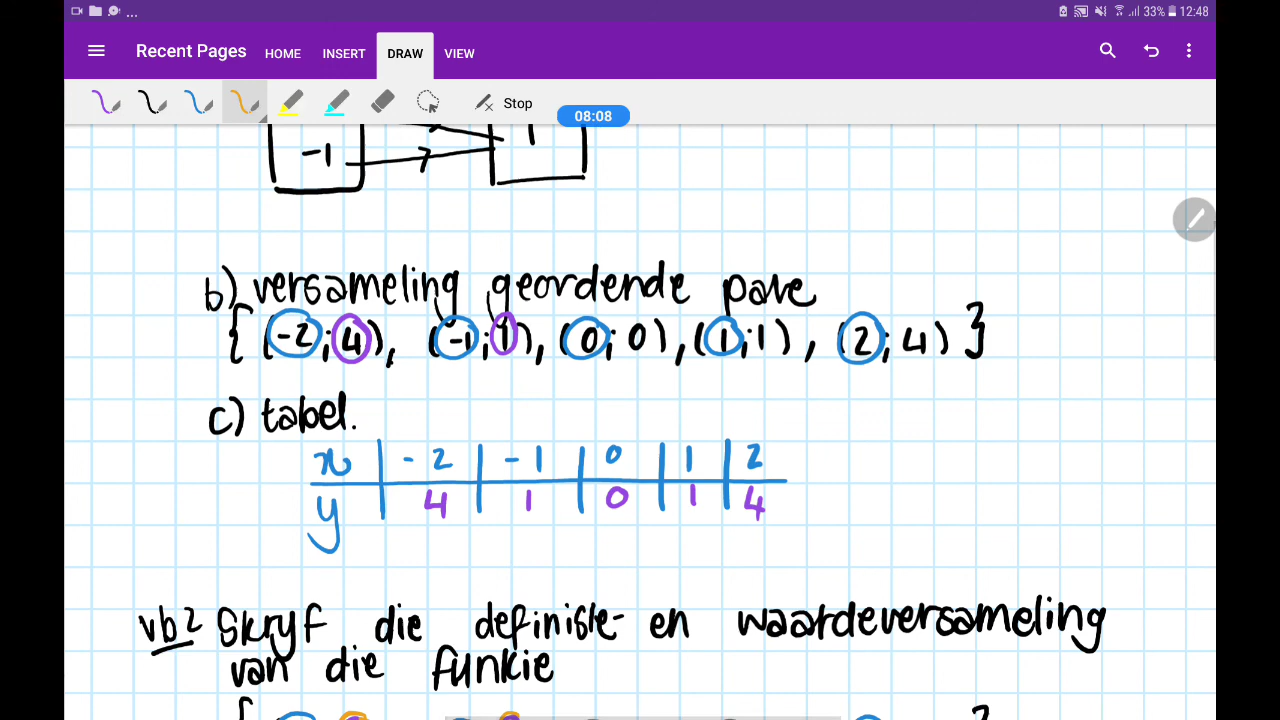 ... 33% 12:48
Recent Pages HOME INSERT DRAW VIEW
Stop
08:08
-1 1
b) versameling geordende pare
{(-2;4), (-1;1), (0;0), (1;1), (2;4)}
c) tabel.
x -2 -1 0 1 2
y 4 1 0 1 4
vb2 Skryf die definisie- en waardeversameling
van die funkie